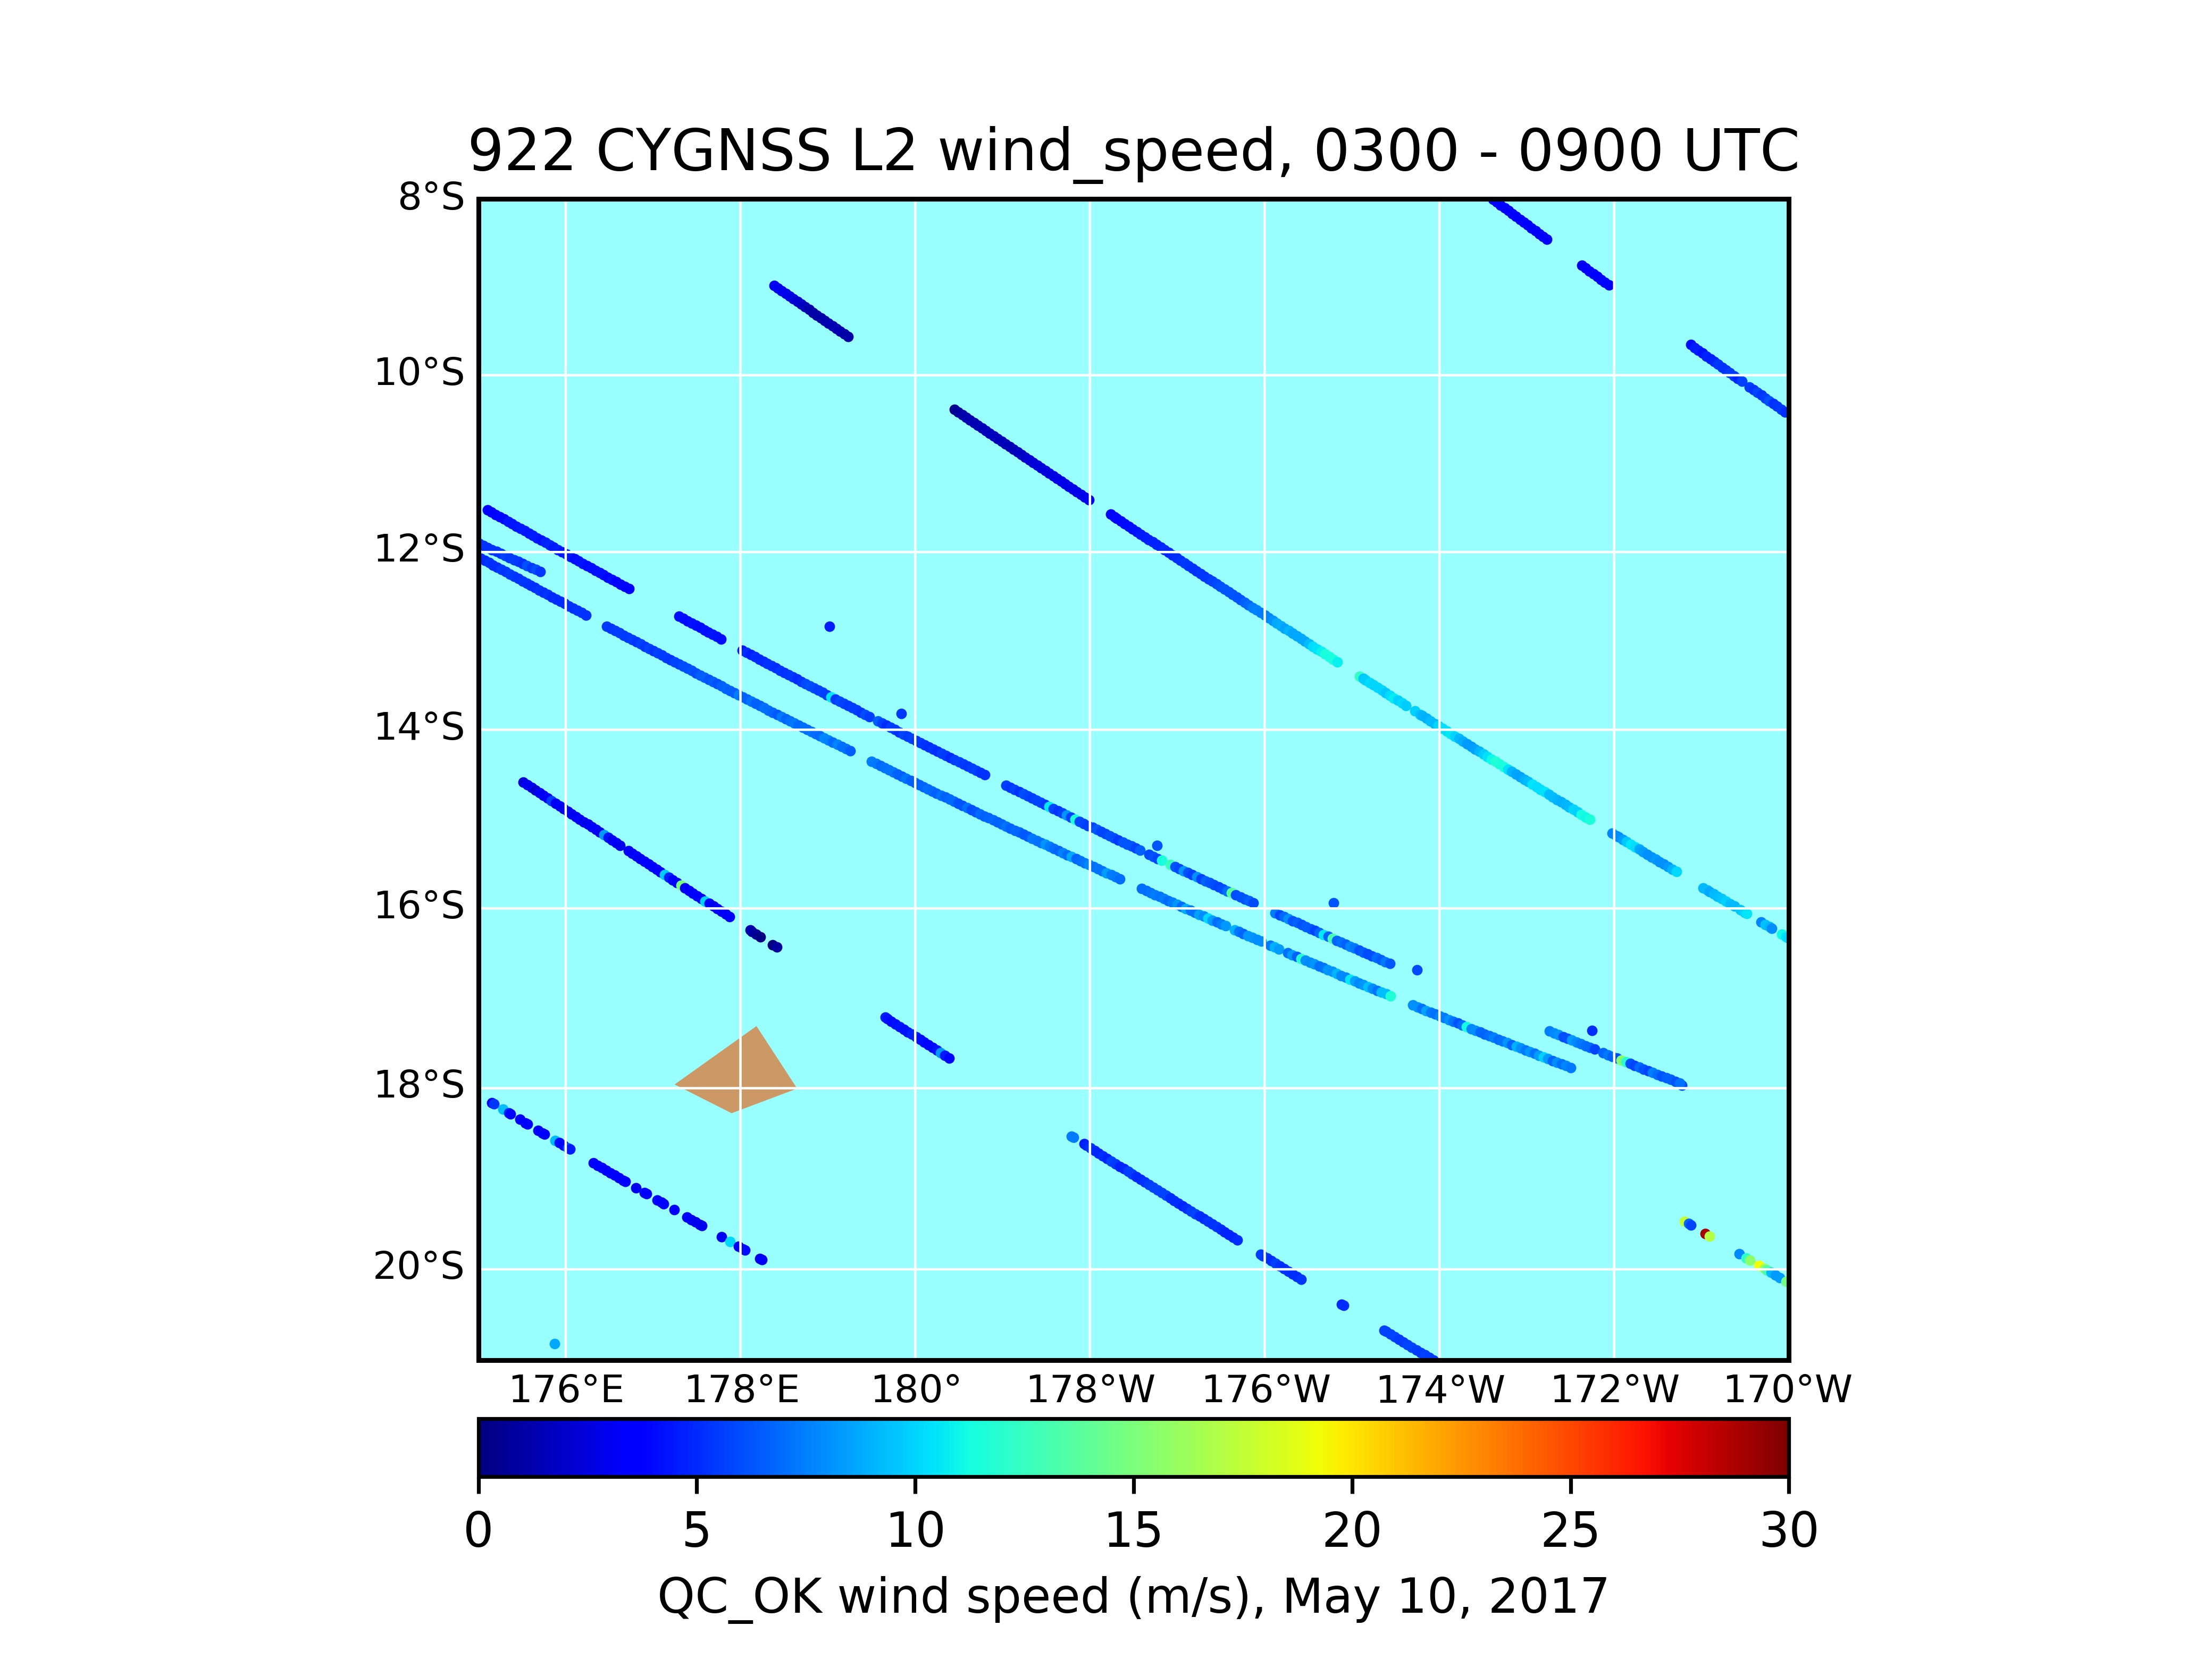 922 CYGNSS L2 wind_speed, 0300 - 0900 UTC
8°S
10°S
12°S
14°S
16°S
18°S
20°S
176°E 178°E 180° 178°W 176°W 174°W 172°W 170°W
0 5 10 15 20 25 30
QC_OK wind speed (m/s), May 10, 2017